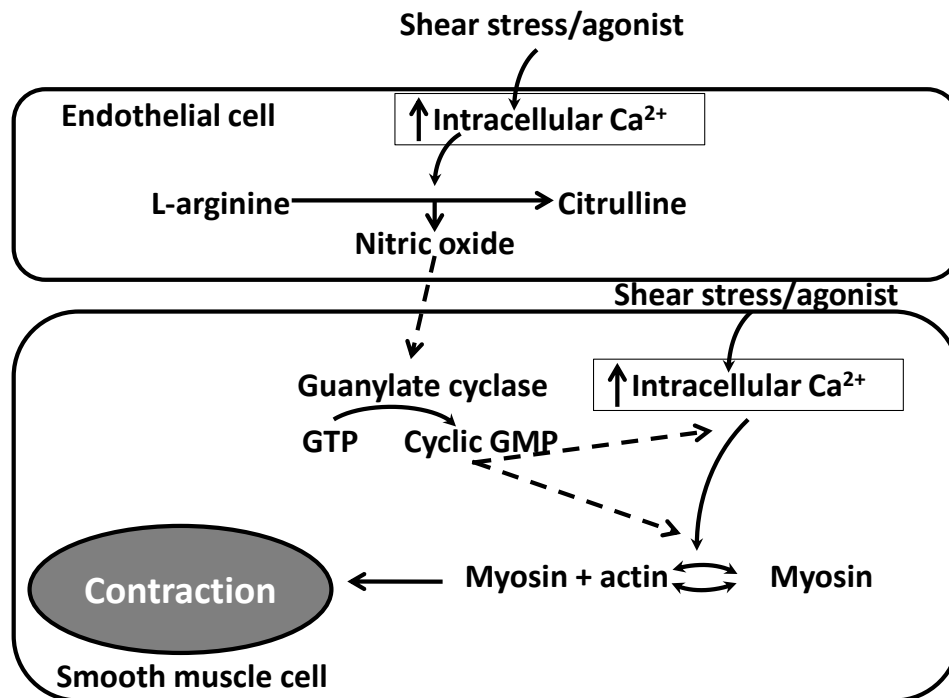 Shear stress/agonist
Endothelial cell
Intracellular Ca²⁺
L-arginine
Citrulline
Nitric oxide
Shear stress/agonist
Intracellular Ca²⁺
Guanylate cyclase
GTP
Cyclic GMP
Contraction
Myosin + actin
Myosin
Smooth muscle cell